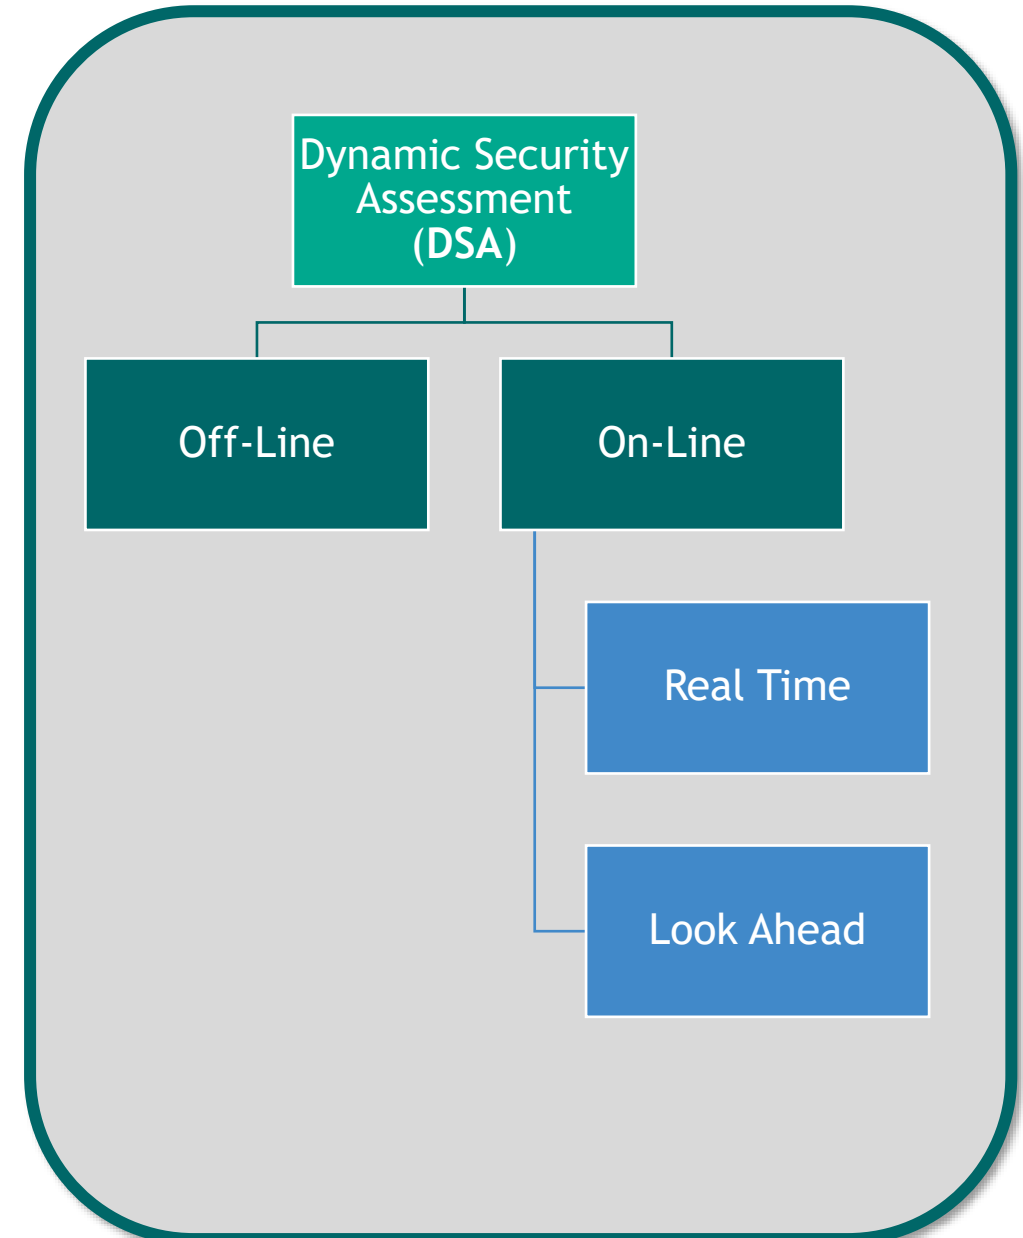 Dynamic Security
Assessment
(DSA)
Off-Line
On-Line
Real Time
Look Ahead